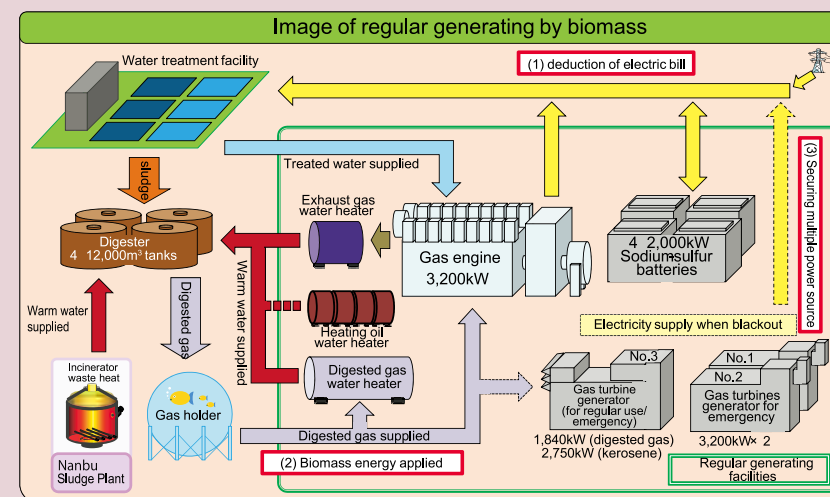 Image of regular generating by biomass
Water treatment facility
(1) deduction of electric bill
Treated water supplied
sludge
(3) Securing multiple power source
Exhaust gas
water heater
Digester
4 12,000m³ tanks
Gas engine
3,200kW
4 2,000kW
Sodium-sulfur
batteries
Warm water
supplied
Digested gas
Warm water supplied
Heating oil
water heater
Electricity supply when blackout
Incinerator
waste heat
Gas holder
Digested gas
water heater
No.3
Gas turbine
generator
(for regular use/
emergency)
1,840kW (digested gas)
2,750kW (kerosene)
No.1
No.2
Gas turbines
generator for
emergency
3,200kW× 2
Digested gas supplied
Nanbu
Sludge Plant
(2) Biomass energy applied
Regular generating
facilities